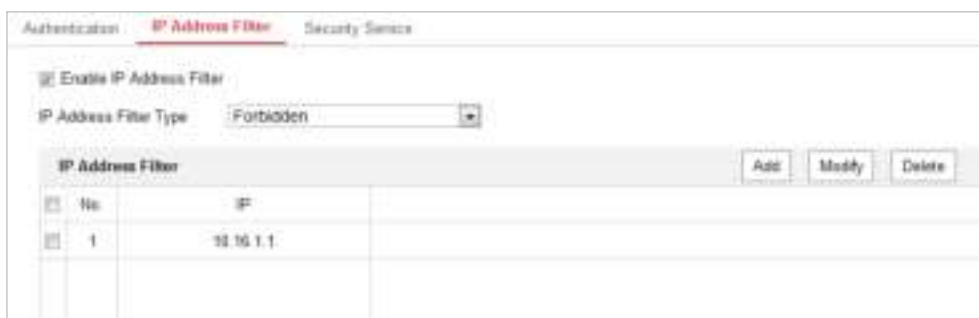 Authentication IP Address Filter Security Service
Enable IP Address Filter
IP Address Filter Type Forbidden
IP Address Filter Add Modify Delete
No. IP
1 10.16.1.1